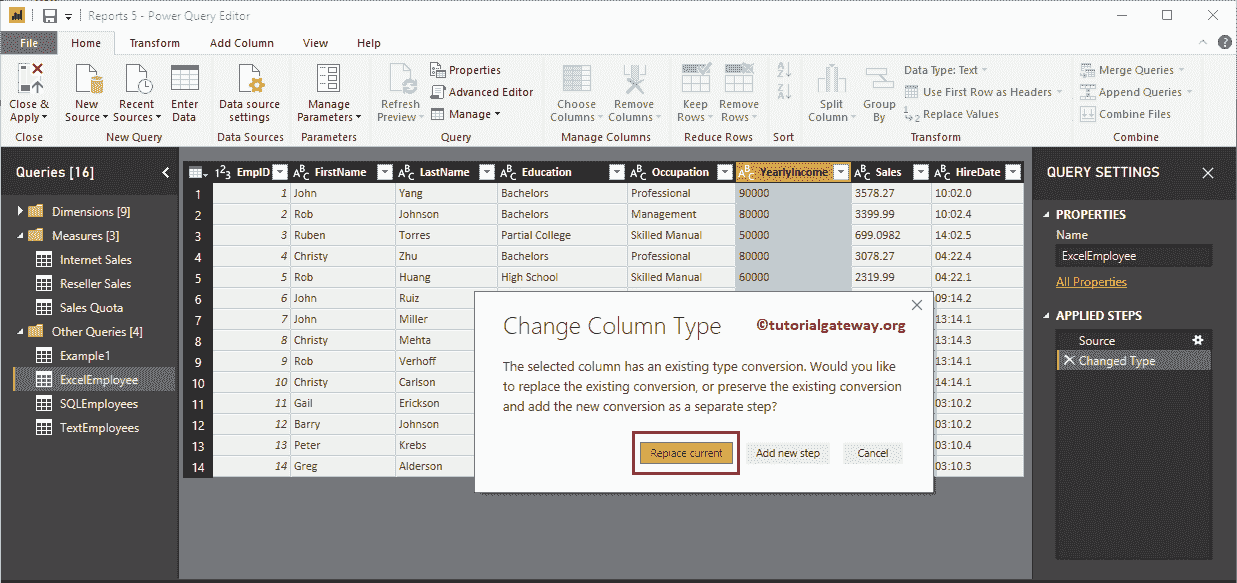 Reports 5 - Power Query Editor
File Home Transform Add Column View Help
Close & Apply New Source Recent Sources Enter Data Data source settings Manage Parameters Refresh Preview Properties Advanced Editor Manage Choose Columns Remove Columns Keep Rows Remove Rows Split Column Group By Data Type: Text Use First Row as Headers Replace Values Merge Queries Append Queries Combine Files
Close New Query Data Sources Parameters Query Manage Columns Reduce Rows Sort Transform Combine
Queries [16]
Dimensions [9]
Measures [3]
Internet Sales
Reseller Sales
Sales Quota
Other Queries [4]
Example1
ExcelEmployee
SQLEmployees
TextEmployees
EmpID FirstName LastName Education Occupation YearlyIncome Sales HireDate
1 1 John Yang Bachelors Professional 90000 3578.27 10:02.0
2 2 Rob Johnson Bachelors Management 80000 3399.99 10:02.4
3 3 Ruben Torres Partial College Skilled Manual 50000 699.0982 14:02.5
4 4 Christy Zhu Bachelors Professional 80000 3078.27 04:22.4
5 5 Rob Huang High School Skilled Manual 60000 2319.99 04:22.1
6 6 John Ruiz 09:14.2
7 7 John Miller 13:14.1
8 8 Christy Mehta 13:14.3
9 9 Rob Verhoff 13:14.1
10 10 Christy Carlson 14:14.1
11 11 Gail Erickson 03:10.2
12 12 Barry Johnson 03:10.2
13 13 Peter Krebs 03:10.4
14 14 Greg Alderson 03:10.3
Change Column Type
©tutorialgateway.org
The selected column has an existing type conversion. Would you like
to replace the existing conversion, or preserve the existing conversion
and add the new conversion as a separate step?
Replace current Add new step Cancel
QUERY SETTINGS
PROPERTIES
Name
ExcelEmployee
All Properties
APPLIED STEPS
Source
Changed Type